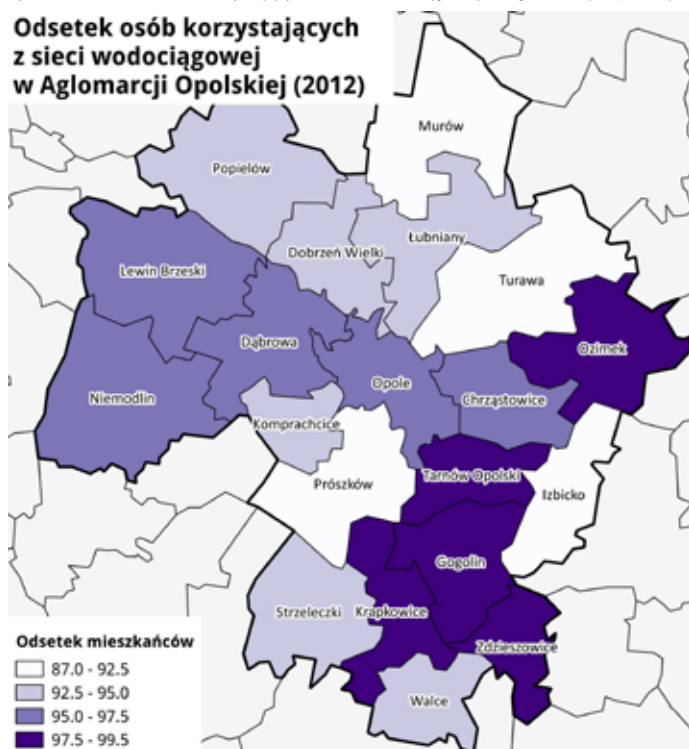 Odsetek osób korzystających
z sieci wodociągowej
w Aglomarcji Opolskiej (2012)
Murów
Popielów
Łubniany
Dobrzeń Wielki
Lewin Brzeski
Turawa
Dąbrowa
Ozimek
Opole
Niemodlin
Chrząstowice
Komprachcice
Tarnów Opolski
Prószków
Izbicko
Gogolin
Strzeleczki
Krapkowice
Zdzieszowice
Walce
Odsetek mieszkańców
87.0 - 92.5
92.5 - 95.0
95.0 - 97.5
97.5 - 99.5